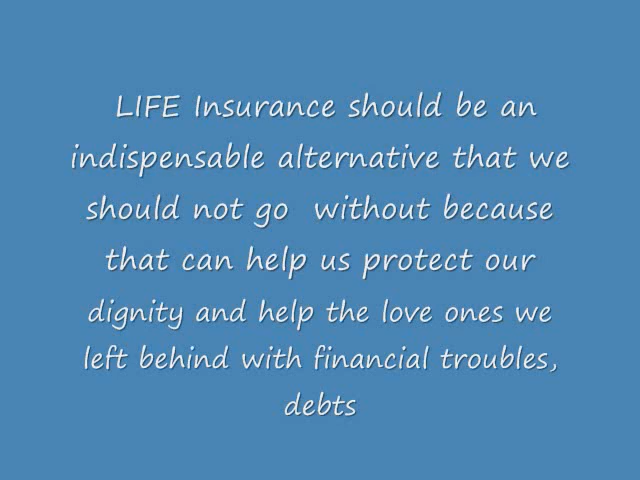 LIFE Insurance should be an
indispensable alternative that we
should not go  without because
that can help us protect our
dignity and help the love ones we
left behind with financial troubles,
debts